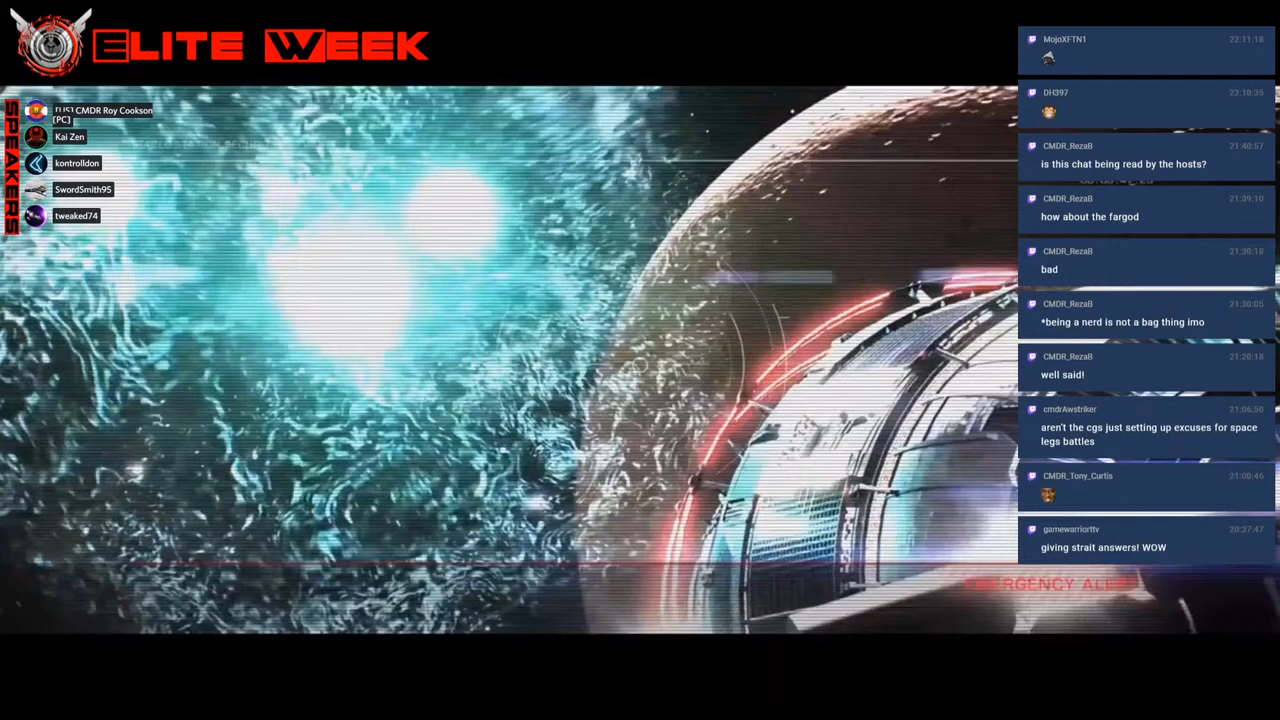 ELITE WEEK
SPEAKERS
[US] CMDR Roy Cookson
[PC]
Kai Zen
kontrolldon
SwordSmith95
tweaked74
MojoXFTN1 22:11:18
DH397 22:10:35
CMDR_RezaB 21:40:57
is this chat being read by the hosts?
CMDR_RezaB 21:39:10
how about the fargod
CMDR_RezaB 21:30:18
bad
CMDR_RezaB 21:30:05
*being a nerd is not a bag thing imo
CMDR_RezaB 21:20:18
well said!
cmdrAwstriker 21:06:50
aren't the cgs just setting up excuses for space
legs battles
CMDR_Tony_Curtis 21:00:46
gamewarriorttv 20:37:47
giving strait answers! WOW
EMERGENCY ALERT